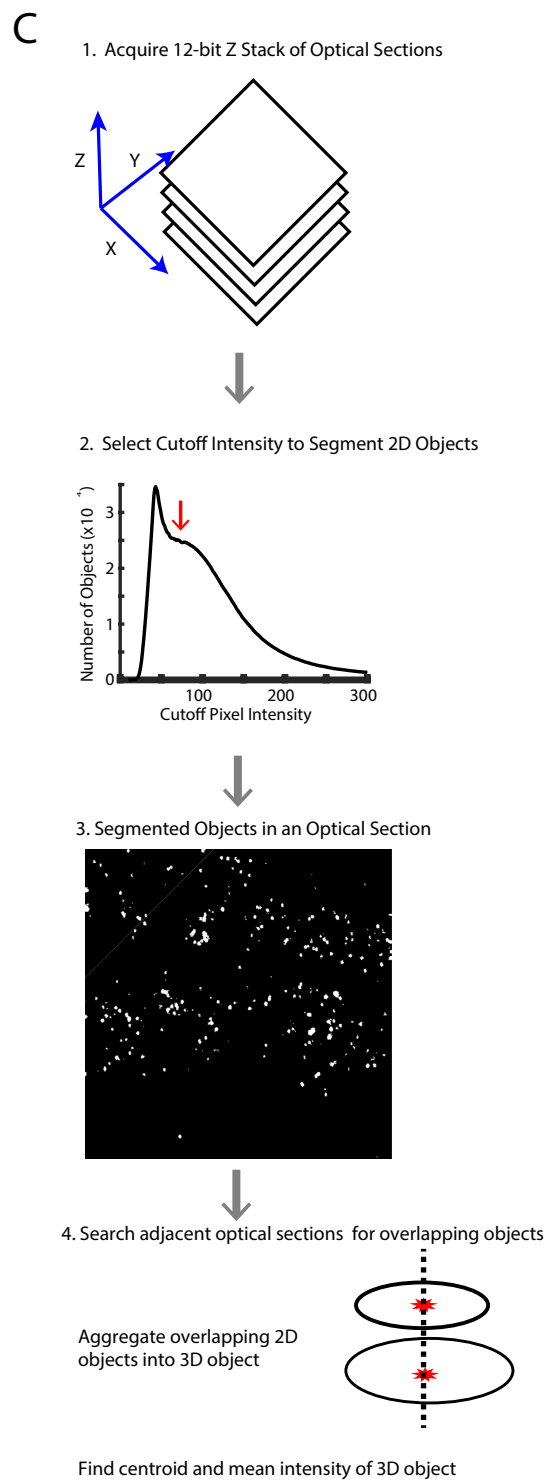 C
1. Acquire 12-bit Z Stack of Optical Sections
Z
Y
X
2. Select Cutoff Intensity to Segment 2D Objects
Number of Objects (x10⁻⁴)
3
2
1
0
100
200
300
Cutoff Pixel Intensity
3. Segmented Objects in an Optical Section
4. Search adjacent optical sections for overlapping objects
Aggregate overlapping 2D
objects into 3D object
Find centroid and mean intensity of 3D object